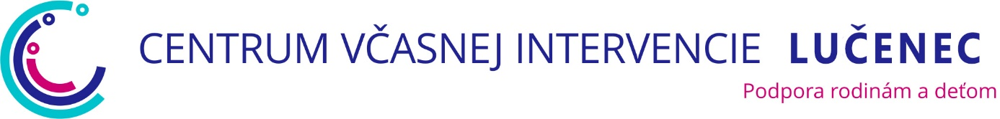 CENTRUM VČASNEJ INTERVENCIE LUČENEC
Podpora rodinám a deťom